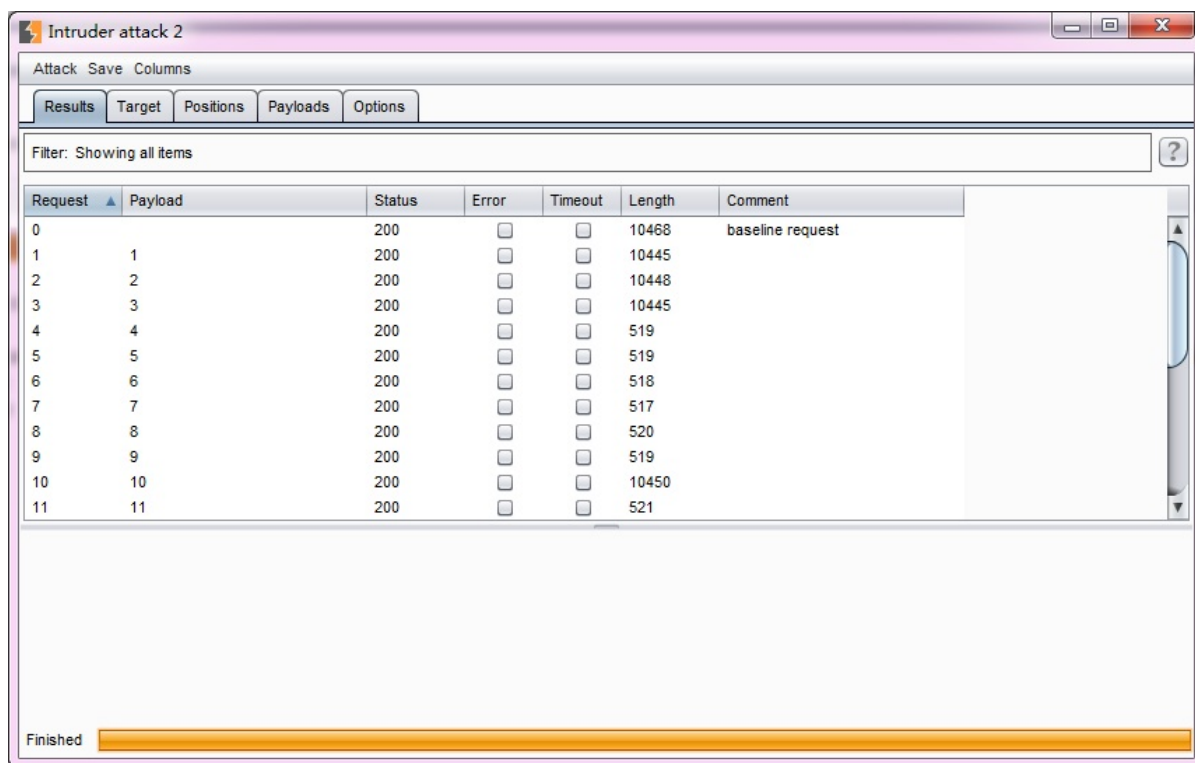 Intruder attack 2
Attack Save Columns
Results Target Positions Payloads Options
Filter: Showing all items ?
Request Payload Status Error Timeout Length Comment
0 200 10468 baseline request
1 1 200 10445
2 2 200 10448
3 3 200 10445
4 4 200 519
5 5 200 519
6 6 200 518
7 7 200 517
8 8 200 520
9 9 200 519
10 10 200 10450
11 11 200 521
Finished